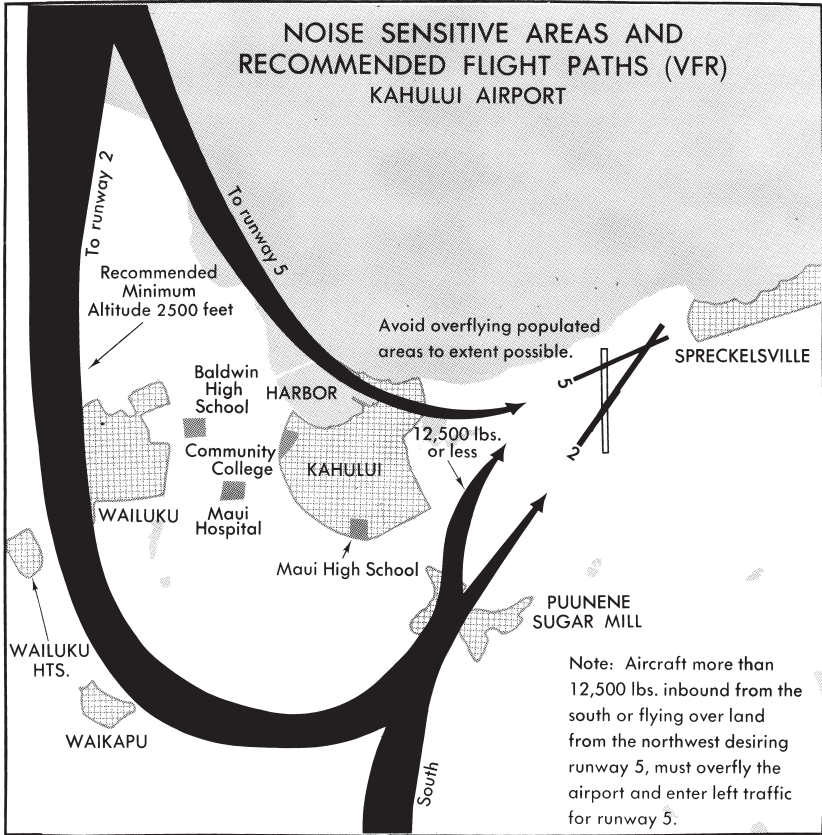 NOISE SENSITIVE AREAS AND
RECOMMENDED FLIGHT PATHS (VFR)
KAHULUI AIRPORT
To runway 2
To runway 5
Recommended
Minimum
Altitude 2500 feet
Avoid overflying populated
areas to extent possible.
SPRECKELSVILLE
5
2
Baldwin
High
School
HARBOR
12,500 lbs.
or less
Community
College
KAHULUI
WAILUKU
Maui
Hospital
Maui High School
WAILUKU
HTS.
WAIKAPU
PUUNENE
SUGAR MILL
South
Note: Aircraft more than
12,500 lbs. inbound from the
south or flying over land
from the northwest desiring
runway 5, must overfly the
airport and enter left traffic
for runway 5.